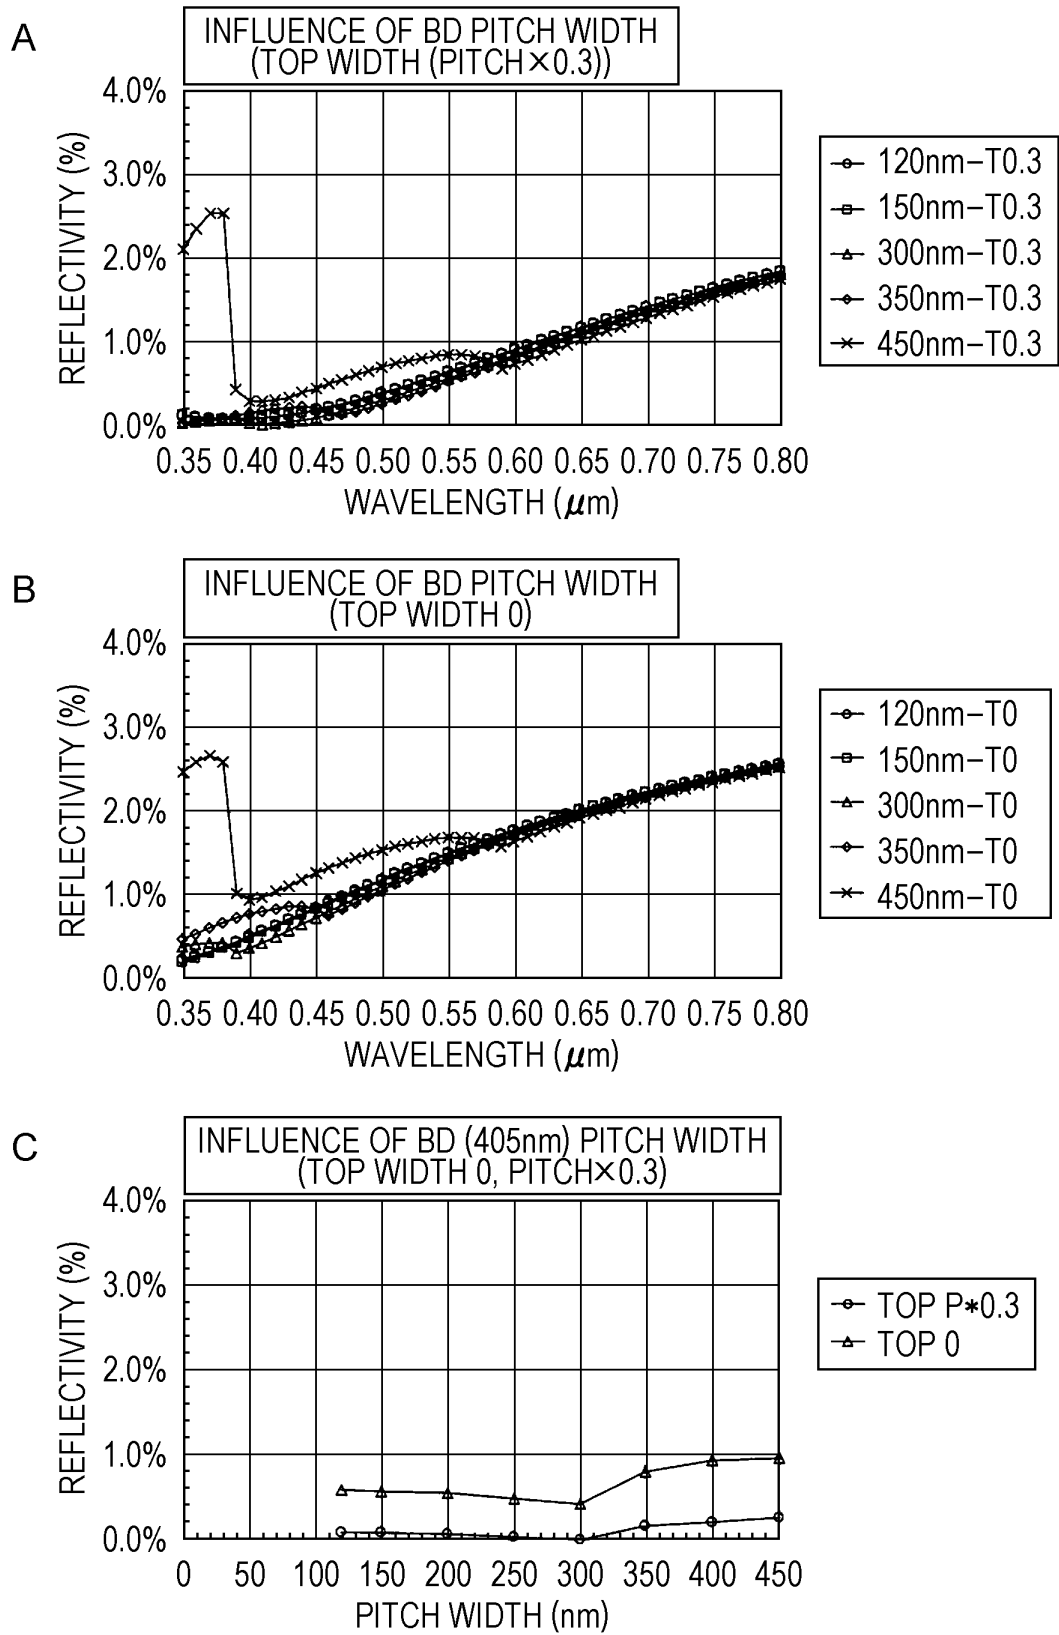 A
INFLUENCE OF BD PITCH WIDTH
(TOP WIDTH (PITCH×0.3))
4.0%
3.0%
2.0%
1.0%
0.0%
REFLECTIVITY (%)
0.35 0.40 0.45 0.50 0.55 0.60 0.65 0.70 0.75 0.80
WAVELENGTH (μm)
120nm–T0.3
150nm–T0.3
300nm–T0.3
350nm–T0.3
450nm–T0.3
B
INFLUENCE OF BD PITCH WIDTH
(TOP WIDTH 0)
4.0%
3.0%
2.0%
1.0%
0.0%
REFLECTIVITY (%)
0.35 0.40 0.45 0.50 0.55 0.60 0.65 0.70 0.75 0.80
WAVELENGTH (μm)
120nm–T0
150nm–T0
300nm–T0
350nm–T0
450nm–T0
C
INFLUENCE OF BD (405nm) PITCH WIDTH
(TOP WIDTH 0, PITCH×0.3)
4.0%
3.0%
2.0%
1.0%
0.0%
REFLECTIVITY (%)
0 50 100 150 200 250 300 350 400 450
PITCH WIDTH (nm)
TOP P*0.3
TOP 0